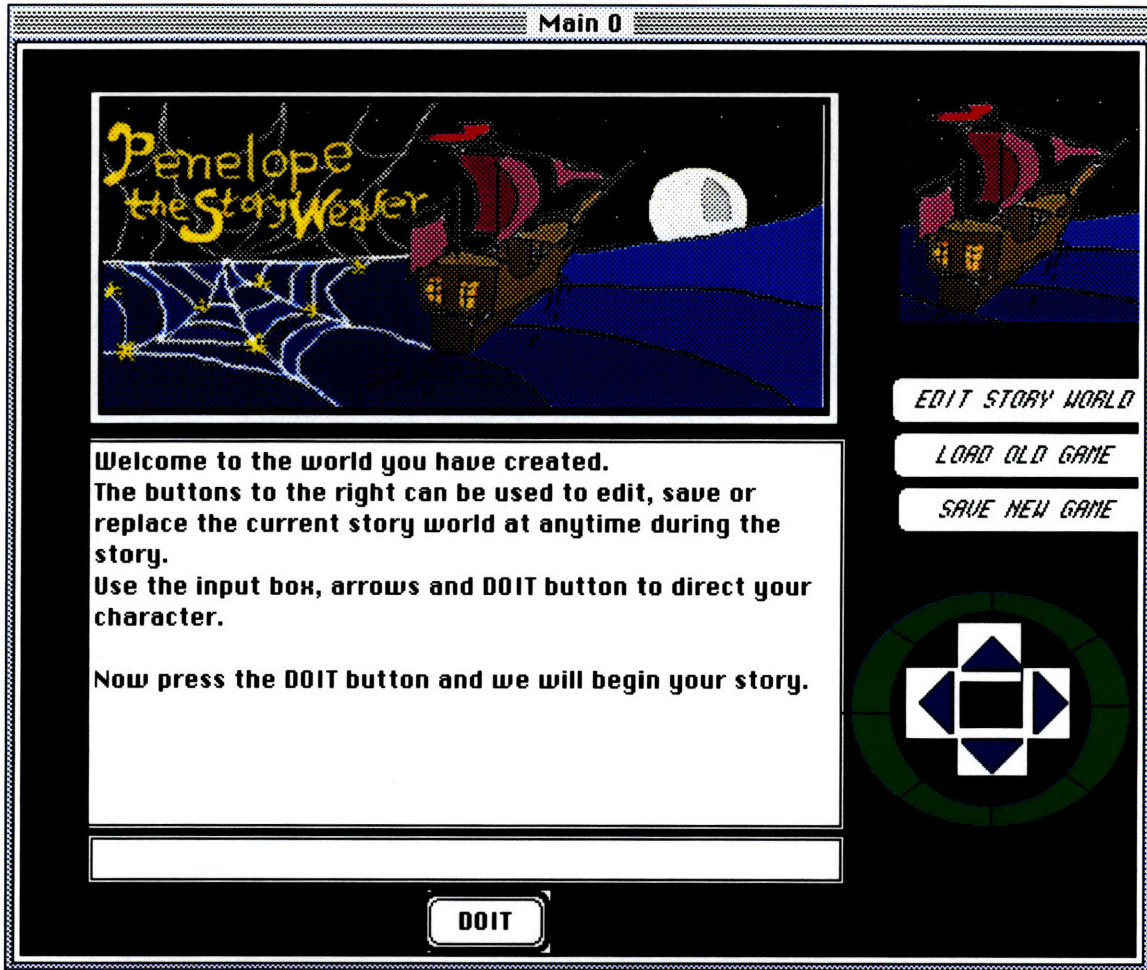 Main 0
Penelope
the Story Weaver
Welcome to the world you have created.
The buttons to the right can be used to edit, save or
replace the current story world at anytime during the
story.
Use the input box, arrows and DOIT button to direct your
character.
Now press the DOIT button and we will begin your story.
EDIT STORY WORLD
LOAD OLD GAME
SAVE NEW GAME
DOIT